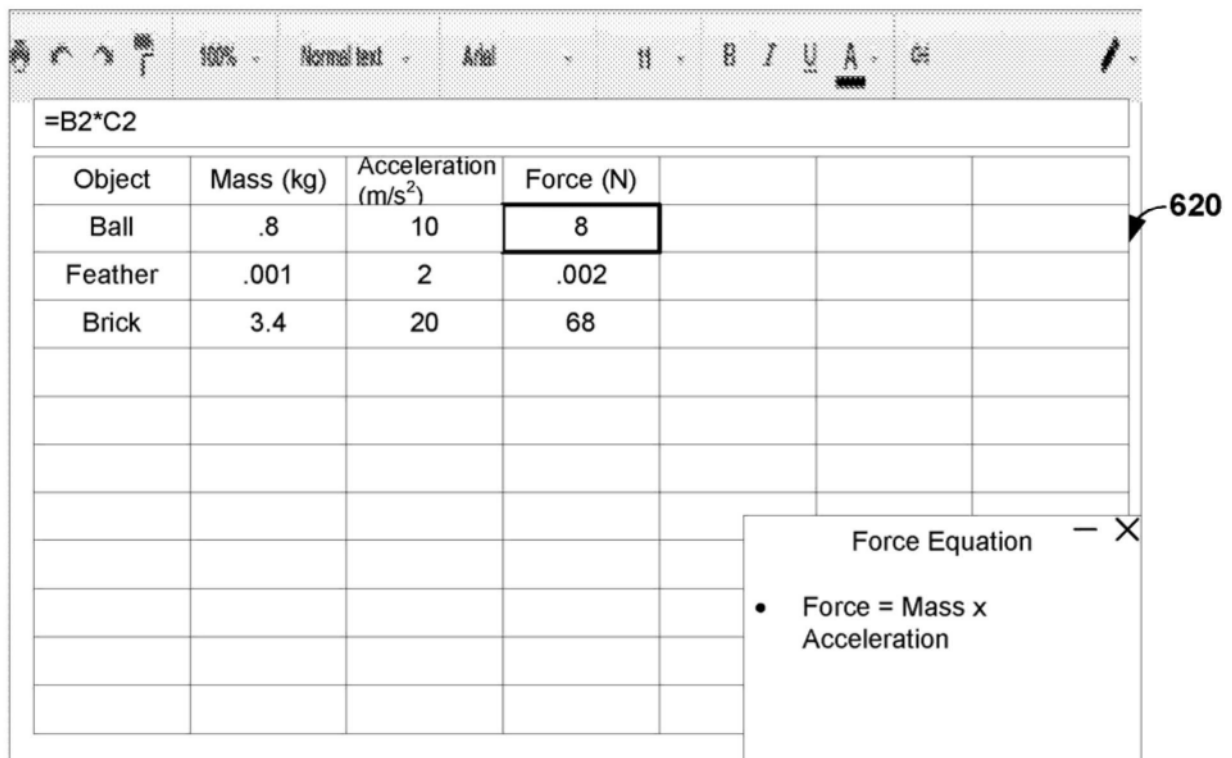 100% Normal text Arial 11 B I U A
=B2*C2
Object Mass (kg) Acceleration (m/s²) Force (N)
Ball .8 10 8
Feather .001 2 .002
Brick 3.4 20 68
620
Force Equation
• Force = Mass x
Acceleration